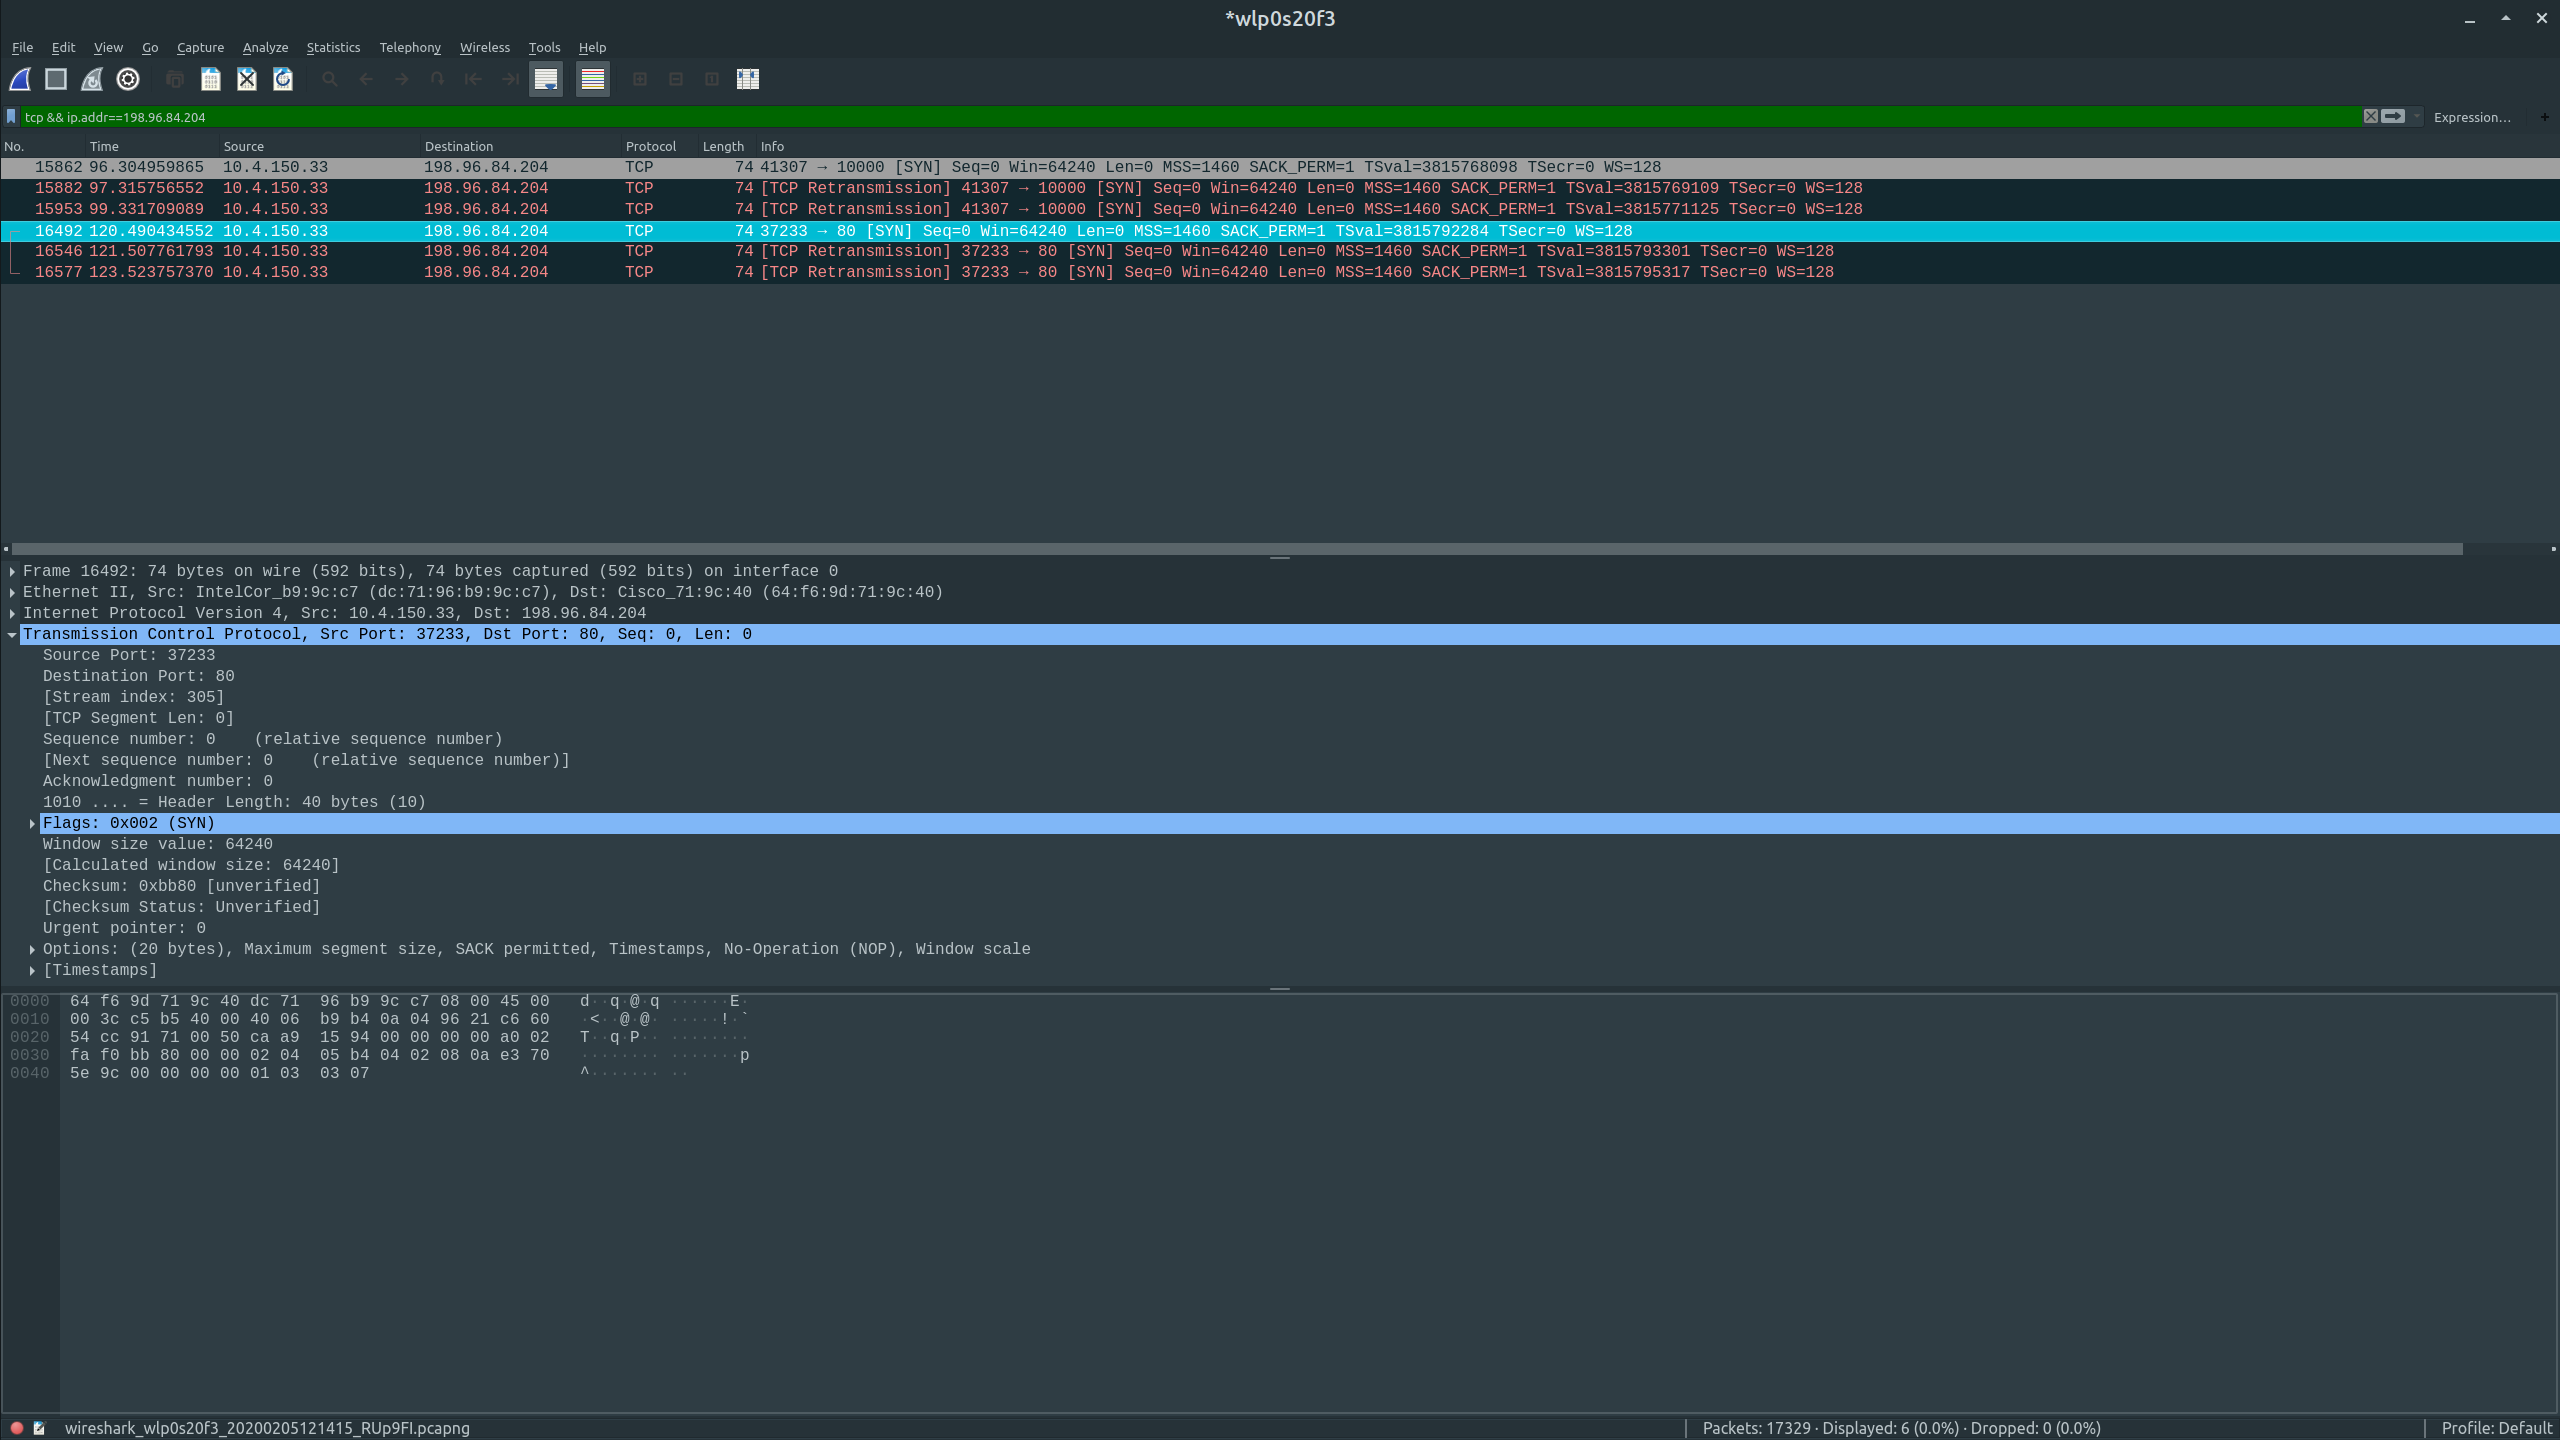 *wlp0s20f3
File Edit View Go Capture Analyze Statistics Telephony Wireless Tools Help
tcp && ip.addr==198.96.84.204 Expression… +
No. Time Source Destination Protocol Length Info
15862 96.304959865 10.4.150.33 198.96.84.204 TCP 74 41307 → 10000 [SYN] Seq=0 Win=64240 Len=0 MSS=1460 SACK_PERM=1 TSval=3815768098 TSecr=0 WS=128
15882 97.315756552 10.4.150.33 198.96.84.204 TCP 74 [TCP Retransmission] 41307 → 10000 [SYN] Seq=0 Win=64240 Len=0 MSS=1460 SACK_PERM=1 TSval=3815769109 TSecr=0 WS=128
15953 99.331709089 10.4.150.33 198.96.84.204 TCP 74 [TCP Retransmission] 41307 → 10000 [SYN] Seq=0 Win=64240 Len=0 MSS=1460 SACK_PERM=1 TSval=3815771125 TSecr=0 WS=128
16492 120.490434552 10.4.150.33 198.96.84.204 TCP 74 37233 → 80 [SYN] Seq=0 Win=64240 Len=0 MSS=1460 SACK_PERM=1 TSval=3815792284 TSecr=0 WS=128
16546 121.507761793 10.4.150.33 198.96.84.204 TCP 74 [TCP Retransmission] 37233 → 80 [SYN] Seq=0 Win=64240 Len=0 MSS=1460 SACK_PERM=1 TSval=3815793301 TSecr=0 WS=128
16577 123.523757370 10.4.150.33 198.96.84.204 TCP 74 [TCP Retransmission] 37233 → 80 [SYN] Seq=0 Win=64240 Len=0 MSS=1460 SACK_PERM=1 TSval=3815795317 TSecr=0 WS=128
Frame 16492: 74 bytes on wire (592 bits), 74 bytes captured (592 bits) on interface 0
Ethernet II, Src: IntelCor_b9:9c:c7 (dc:71:96:b9:9c:c7), Dst: Cisco_71:9c:40 (64:f6:9d:71:9c:40)
Internet Protocol Version 4, Src: 10.4.150.33, Dst: 198.96.84.204
Transmission Control Protocol, Src Port: 37233, Dst Port: 80, Seq: 0, Len: 0
Source Port: 37233
Destination Port: 80
[Stream index: 305]
[TCP Segment Len: 0]
Sequence number: 0    (relative sequence number)
[Next sequence number: 0    (relative sequence number)]
Acknowledgment number: 0
1010 .... = Header Length: 40 bytes (10)
Flags: 0x002 (SYN)
Window size value: 64240
[Calculated window size: 64240]
Checksum: 0xbb80 [unverified]
[Checksum Status: Unverified]
Urgent pointer: 0
Options: (20 bytes), Maximum segment size, SACK permitted, Timestamps, No-Operation (NOP), Window scale
[Timestamps]
0000 64 f6 9d 71 9c 40 dc 71 96 b9 9c c7 08 00 45 00 d··q·@·q ······E·
0010 00 3c c5 b5 40 00 40 06 b9 b4 0a 04 96 21 c6 60 ·<··@·@· ·····!·`
0020 54 cc 91 71 00 50 ca a9 15 94 00 00 00 00 a0 02 T··q·P·· ········
0030 fa f0 bb 80 00 00 02 04 05 b4 04 02 08 0a e3 70 ········ ·······p
0040 5e 9c 00 00 00 00 01 03 03 07 ^······· ··
wireshark_wlp0s20f3_20200205121415_RUp9FI.pcapng Packets: 17329 · Displayed: 6 (0.0%) · Dropped: 0 (0.0%) Profile: Default